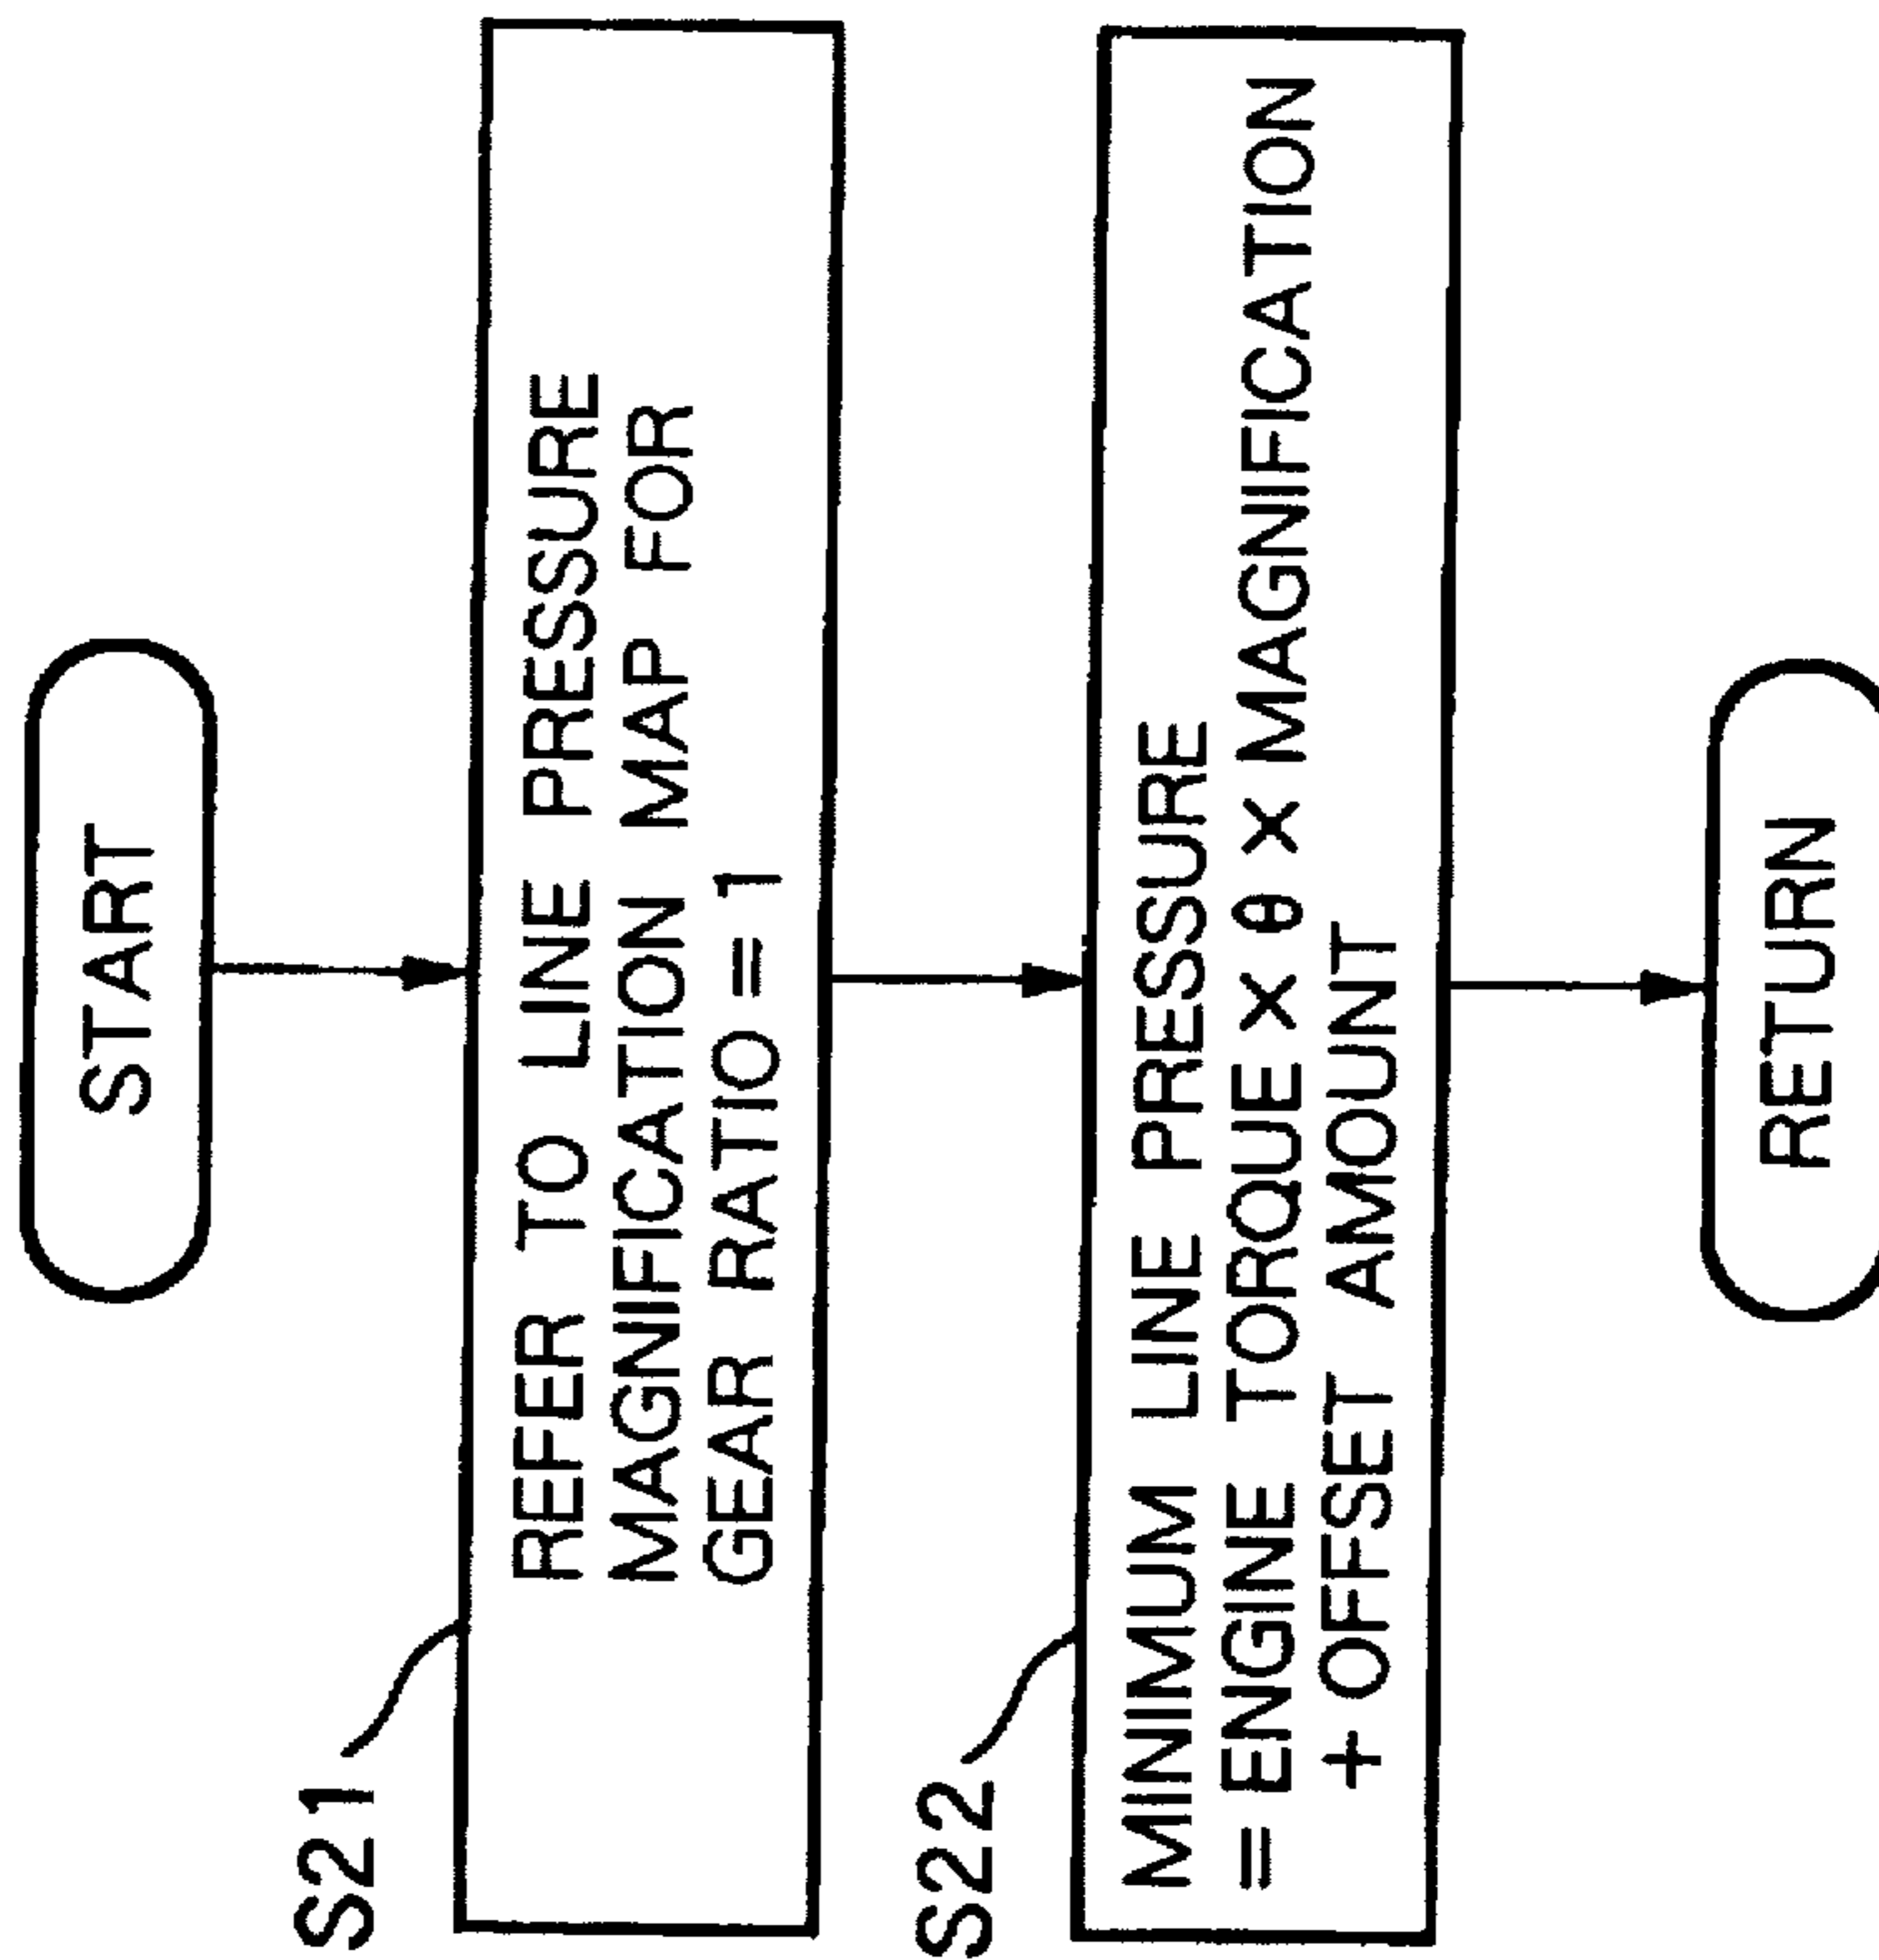 START
S21
REFER TO LINE PRESSURE
MAGNIFICATION MAP FOR
GEAR RATIO = 1
S22
MINIMUM LINE PRESSURE
= ENGINE TORQUE x θ x MAGNIFICATION
+ OFFSET AMOUNT
RETURN